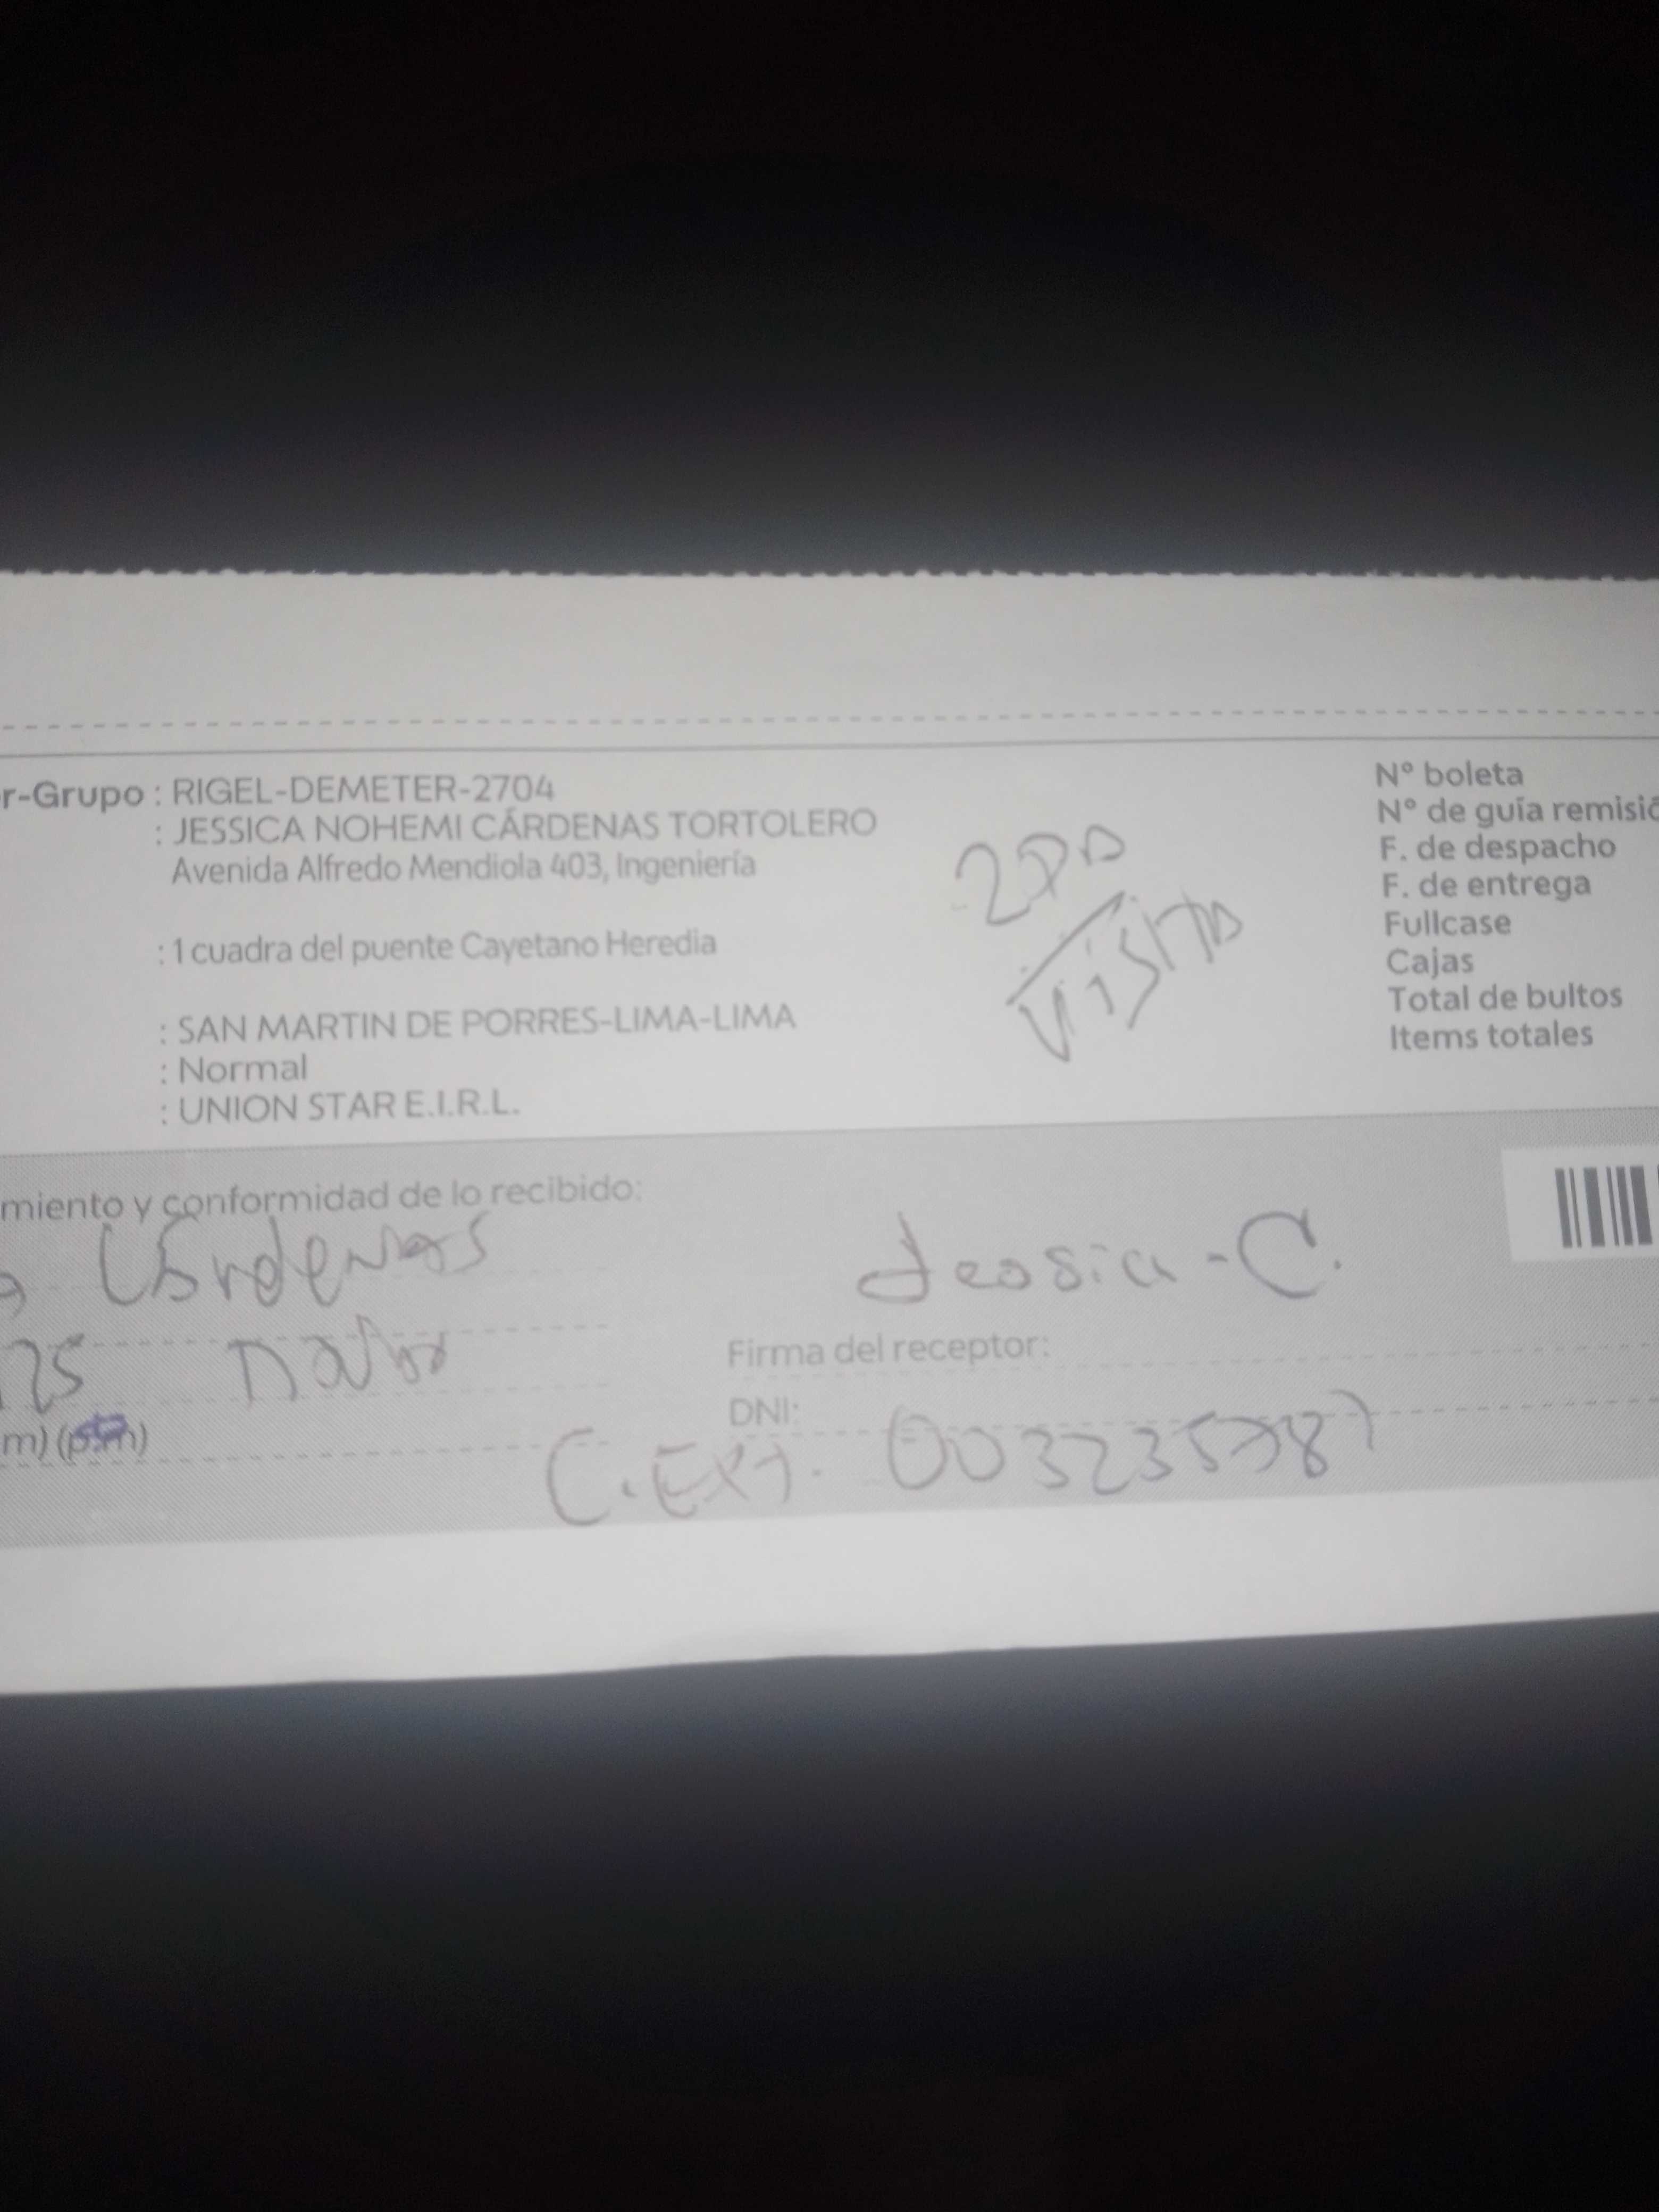 r-Grupo : RIGEL-DEMETER-2704
: JESSICA NOHEMI CÁRDENAS TORTOLERO
Avenida Alfredo Mendiola 403, Ingeniería
: 1 cuadra del puente Cayetano Heredia
: SAN MARTIN DE PORRES-LIMA-LIMA
: Normal
: UNION STAR E.I.R.L.
2DA
VISITA
N° boleta
N° de guía remisió
F. de despacho
F. de entrega
Fullcase
Cajas
Total de bultos
Items totales
miento y conformidad de lo recibido:
Cárdenas
Jessica - C.
25
Firma del receptor:
DNI:
m) (p.m)
C. Ext.